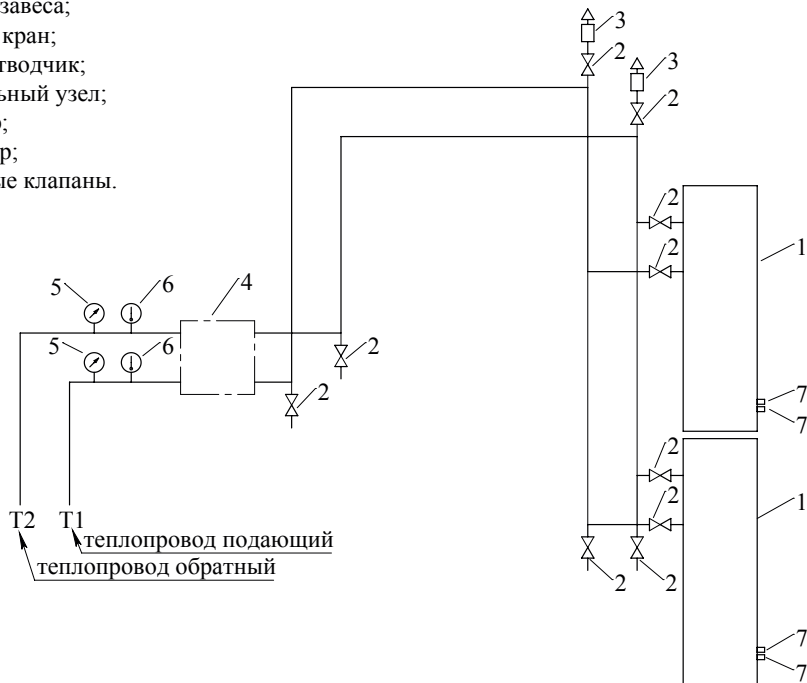 завеса;
кран;
тводчик;
ьный узел;
р;
ые клапаны.
3
2
3
2
2
1
2
5
6
4
5
6
2
2
7
7
2
1
2
T2
T1
теплопровод подающий
теплопровод обратный
2
2
7
7